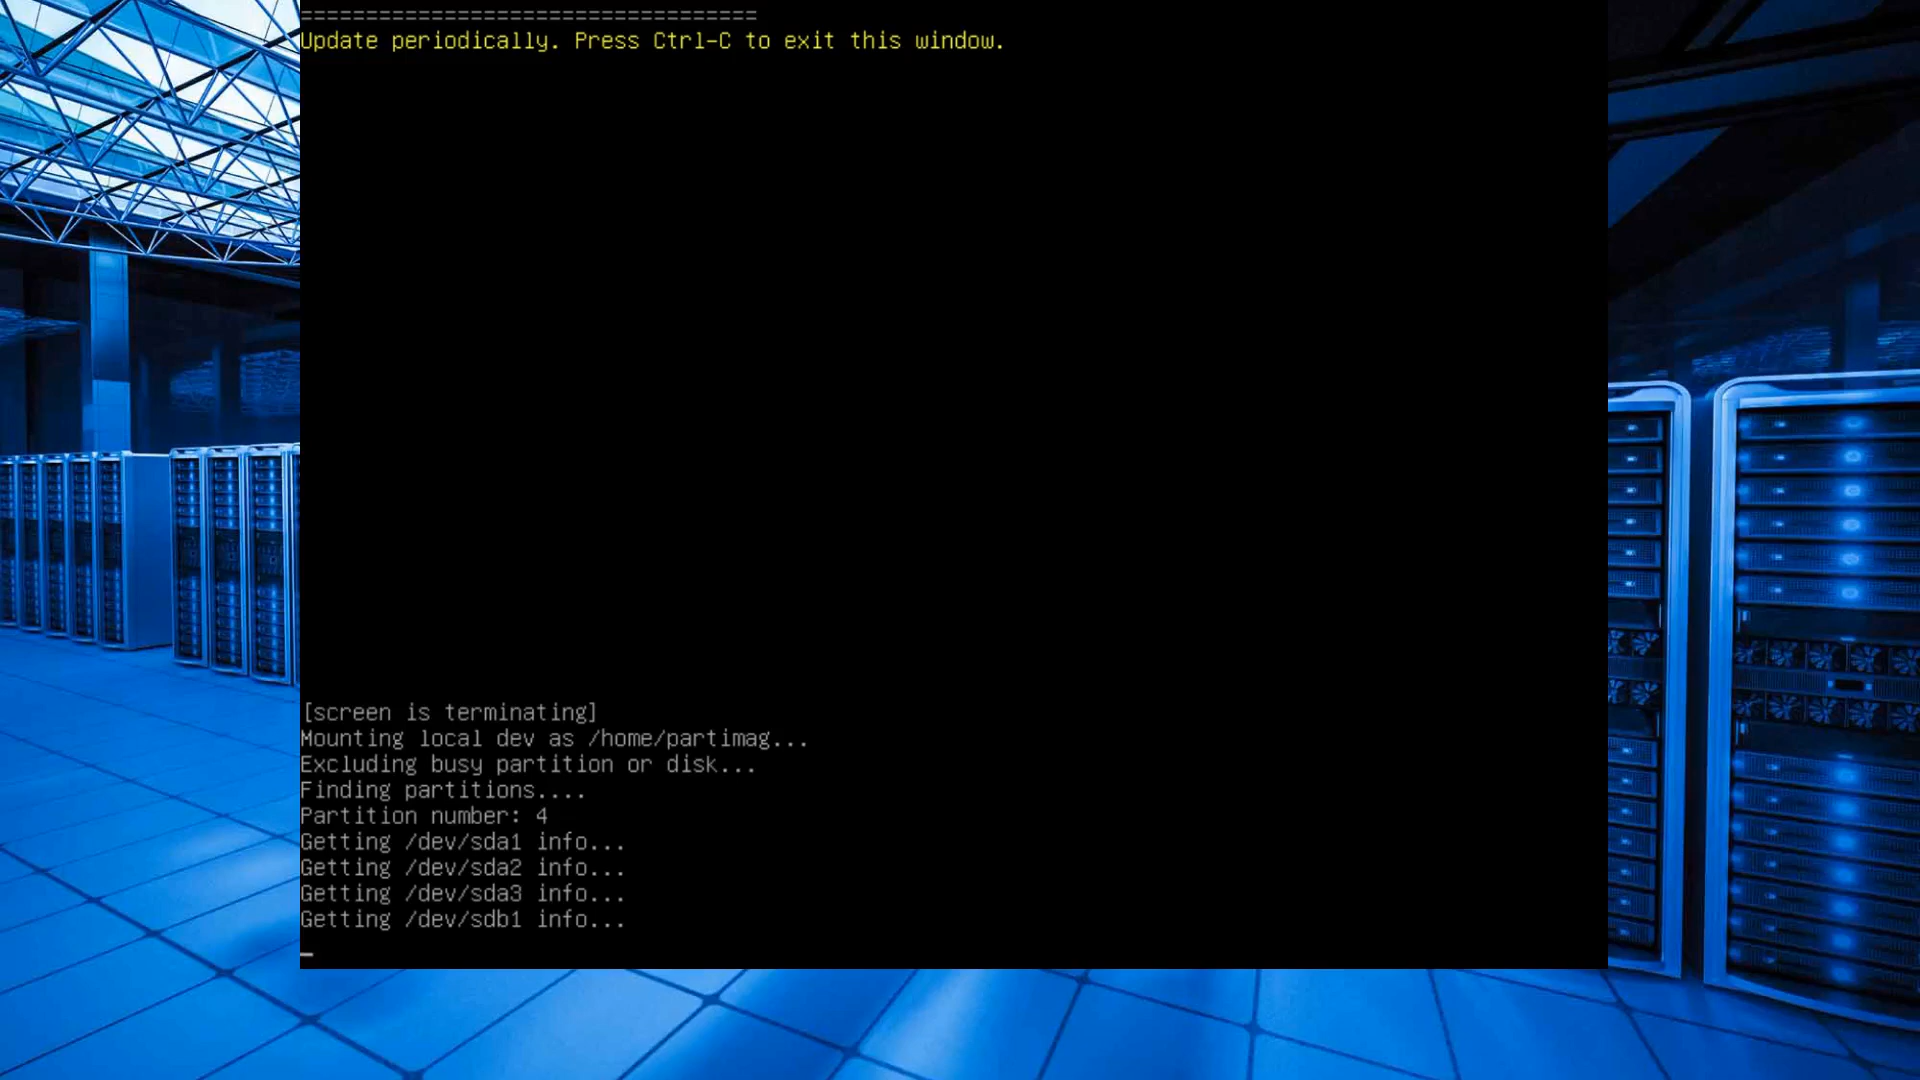 ===================================
Update periodically. Press Ctrl-C to exit this window.
[screen is terminating]
Mounting local dev as /home/partimag...
Excluding busy partition or disk...
Finding partitions....
Partition number: 4
Getting /dev/sda1 info...
Getting /dev/sda2 info...
Getting /dev/sda3 info...
Getting /dev/sdb1 info...